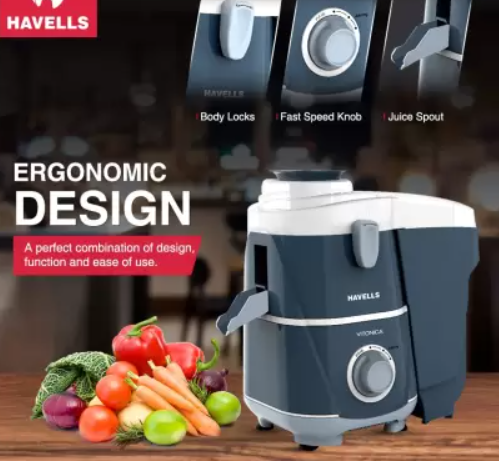 HAVELLS
HAVELLS
Body Locks
Fast Speed Knob
Juice Spout
ERGONOMIC
DESIGN
A perfect combination of design,
function and ease of use.
HAVELLS
VITONICA